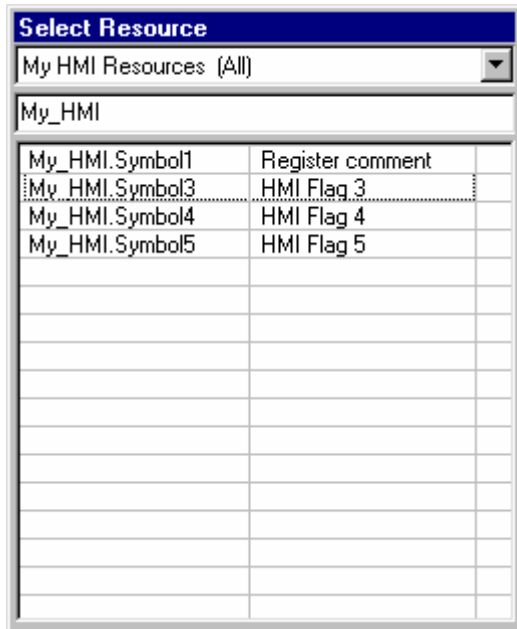 Select Resource
My HMI Resources (All)
My_HMI
My_HMI.Symbol1 Register comment
My_HMI.Symbol3 HMI Flag 3
My_HMI.Symbol4 HMI Flag 4
My_HMI.Symbol5 HMI Flag 5